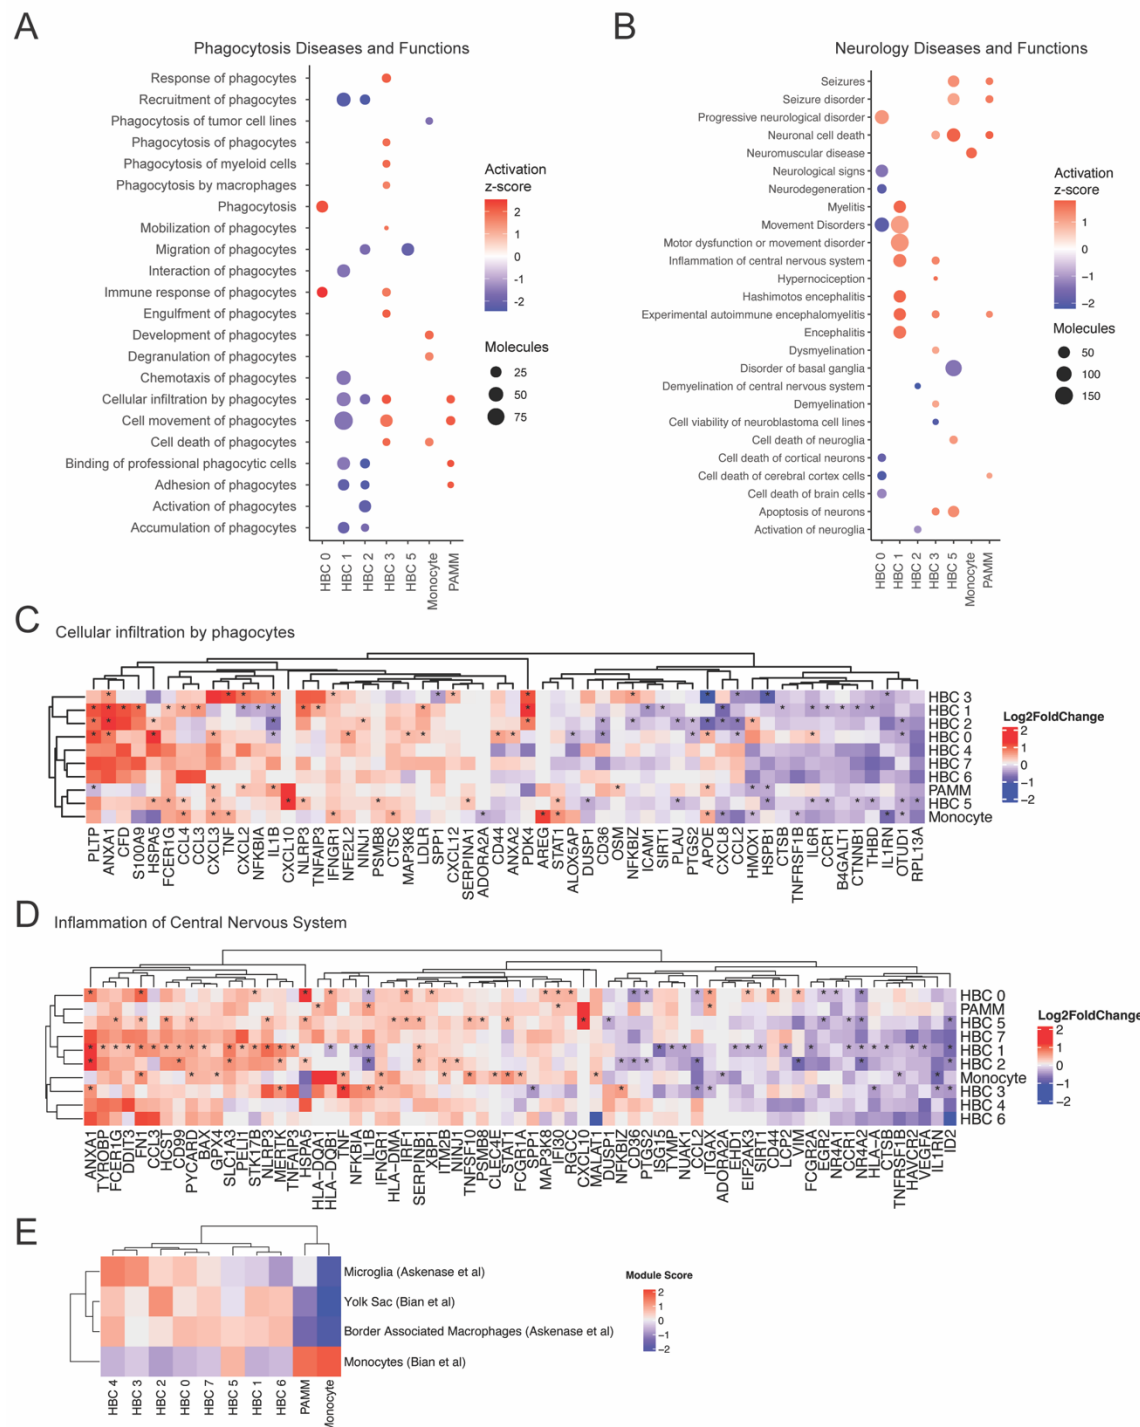 A
Phagocytosis Diseases and Functions
Response of phagocytes
Recruitment of phagocytes
Phagocytosis of tumor cell lines
Phagocytosis of phagocytes
Phagocytosis of myeloid cells
Phagocytosis by macrophages
Phagocytosis
Mobilization of phagocytes
Migration of phagocytes
Interaction of phagocytes
Immune response of phagocytes
Engulfment of phagocytes
Development of phagocytes
Degranulation of phagocytes
Chemotaxis of phagocytes
Cellular infiltration by phagocytes
Cell movement of phagocytes
Cell death of phagocytes
Binding of professional phagocytic cells
Adhesion of phagocytes
Activation of phagocytes
Accumulation of phagocytes
HBC 0
HBC 1
HBC 2
HBC 3
HBC 5
Monocyte
PAMM
Activation
z-score
2
1
0
-1
-2
Molecules
25
50
75
B
Neurology Diseases and Functions
Seizures
Seizure disorder
Progressive neurological disorder
Neuronal cell death
Neuromuscular disease
Neurological signs
Neurodegeneration
Myelitis
Movement Disorders
Motor dysfunction or movement disorder
Inflammation of central nervous system
Hypernociception
Hashimotos encephalitis
Experimental autoimmune encephalomyelitis
Encephalitis
Dysmyelination
Disorder of basal ganglia
Demyelination of central nervous system
Demyelination
Cell viability of neuroblastoma cell lines
Cell death of neuroglia
Cell death of cortical neurons
Cell death of cerebral cortex cells
Cell death of brain cells
Apoptosis of neurons
Activation of neuroglia
HBC 0
HBC 1
HBC 2
HBC 3
HBC 5
Monocyte
PAMM
Activation
z-score
1
0
-1
-2
Molecules
50
100
150
C
Cellular infiltration by phagocytes
HBC 3
HBC 1
HBC 2
HBC 0
HBC 4
HBC 7
HBC 6
PAMM
HBC 5
Monocyte
PLTP
ANXA1
CFD
S100A9
HSPA5
FCER1G
CCL4
CCL3
CXCL3
TNF
CXCL2
NFKBIA
IL1B
CXCL10
NLRP3
TNFAIP3
IFNGR1
NFE2L2
NINJ1
PSMB8
CTSC
MAP3K8
LDLR
SPP1
CXCL12
SERPINA1
ADORA2A
CD44
ANXA2
PDK4
AREG
STAT1
ALOX5AP
DUSP1
CD36
OSM
NFKBIZ
ICAM1
SIRT1
PLAU
PTGS2
APOE
CXCL8
CCL2
HMOX1
HSPB1
CTSB
TNFRSF1B
IL6R
CCR1
B4GALT1
CTNNB1
THBD
IL1RN
OTUD1
RPL13A
Log2FoldChange
2
1
0
−1
−2
D
Inflammation of Central Nervous System
HBC 0
PAMM
HBC 5
HBC 7
HBC 1
HBC 2
Monocyte
HBC 3
HBC 4
HBC 6
ANXA1
TYROBP
FCER1G
DDIT3
FN1
CCL3
HCST
CD99
PYCARD
BAX
GPX4
SLC1A3
PELI1
STK17B
NLRP3
MERTK
TNFAIP3
HSPA5
HLA−DQA1
HLA−DQB1
TNF
NFKBIA
IL1B
IFNGR1
HLA−DMA
IRF1
SERPINB1
XBP1
ITM2B
NINJ1
TNFSF10
PSMB8
CLEC4E
STAT1
FCGR1A
GRP1
MAP3K8
IFI30
RGCC
CXCL10
MALAT1
DUSP1
NFKBIZ
CD36
PTGS2
ISG15
TYMP
NUAK1
CCL2
ITGAX
ADORA2A
EHD1
EIF2AK3
SIRT1
CD44
LCP2
VIM
FCGR2A
EGR2
NR4A1
CCR1
NR4A2
HLA−A
CTSB
TNFRSF1B
HAVCR2
VEGFA
IL1RN
ID2
Log2FoldChange
2
1
0
−1
−2
E
Microglia (Askenase et al)
Yolk Sac (Bian et al)
Border Associated Macrophages (Askenase et al)
Monocytes (Bian et al)
HBC 4
HBC 3
HBC 2
HBC 0
HBC 7
HBC 5
HBC 1
HBC 6
PAMM
Monocyte
Module Score
2
1
0
−1
−2